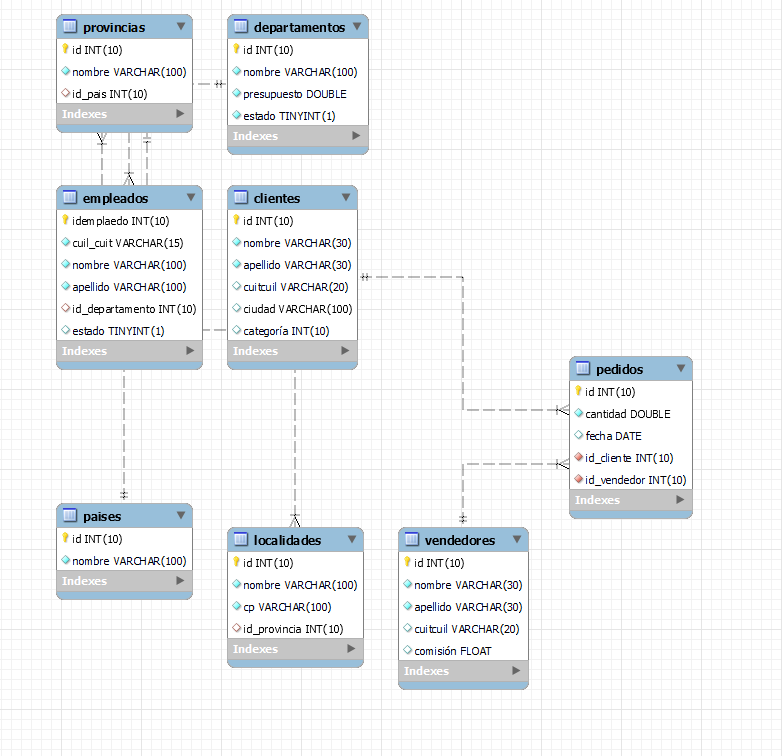 provincias
id INT(10)
nombre VARCHAR(100)
id_pais INT(10)
Indexes
departamentos
id INT(10)
nombre VARCHAR(100)
presupuesto DOUBLE
estado TINYINT(1)
Indexes
empleados
idemplaedo INT(10)
cuil_cuit VARCHAR(15)
nombre VARCHAR(100)
apellido VARCHAR(100)
id_departamento INT(10)
estado TINYINT(1)
Indexes
clientes
id INT(10)
nombre VARCHAR(30)
apellido VARCHAR(30)
cuitcuil VARCHAR(20)
ciudad VARCHAR(100)
categoría INT(10)
Indexes
pedidos
id INT(10)
cantidad DOUBLE
fecha DATE
id_cliente INT(10)
id_vendedor INT(10)
Indexes
paises
id INT(10)
nombre VARCHAR(100)
Indexes
localidades
id INT(10)
nombre VARCHAR(100)
cp VARCHAR(100)
id_provincia INT(10)
Indexes
vendedores
id INT(10)
nombre VARCHAR(30)
apellido VARCHAR(30)
cuitcuil VARCHAR(20)
comisión FLOAT
Indexes